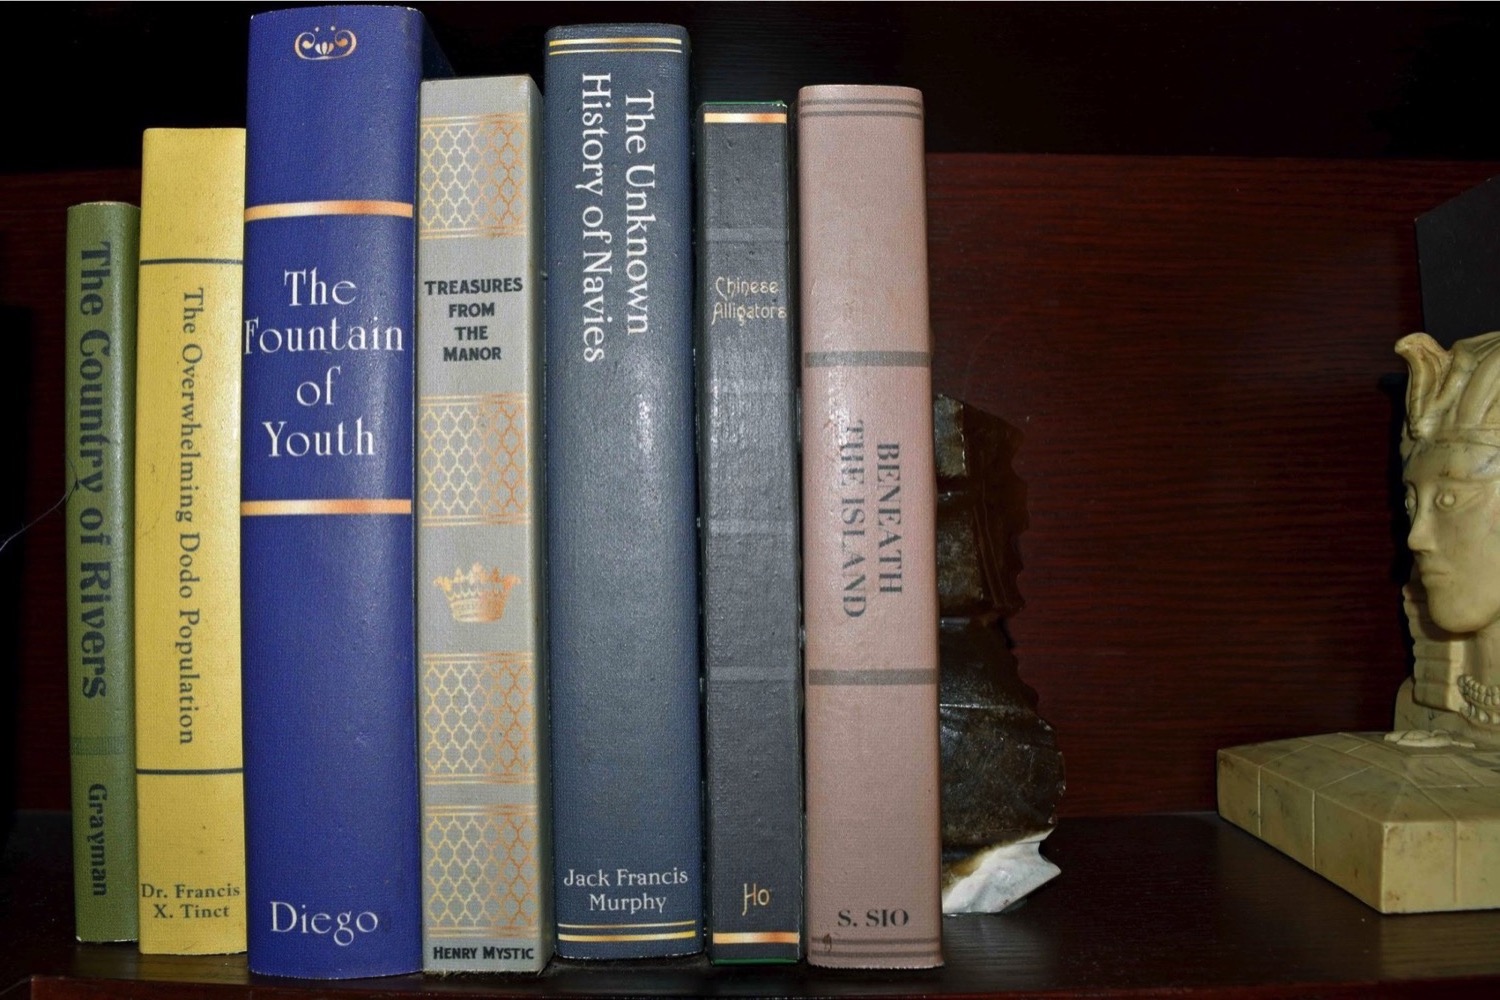 The Country of Rivers
Grayman
The Overwhelming Dodo Population
Dr. Francis
X. Tinct
The
Fountain
of
Youth
Diego
TREASURES
FROM
THE
MANOR
HENRY MYSTIC
The Unknown
History of Navies
Jack Francis
Murphy
Chinese
Alligators
Ho
BENEATH
THE ISLAND
S. SIO